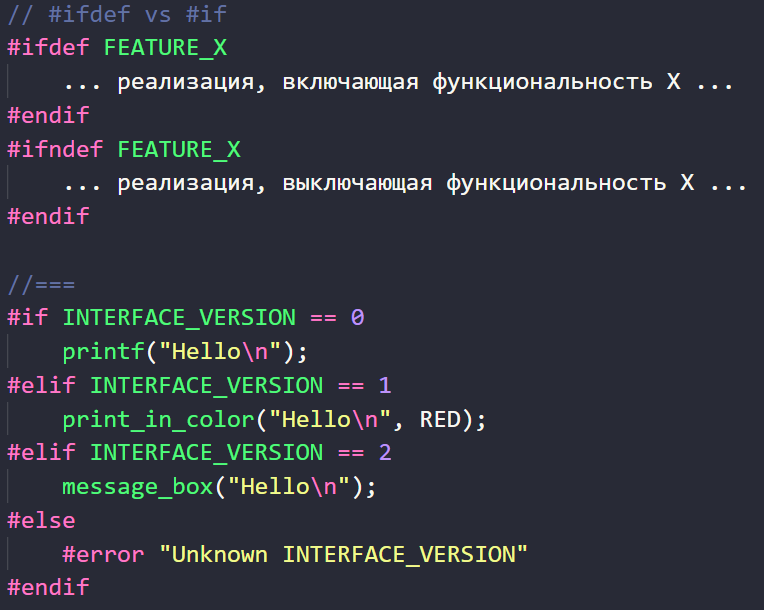 // #ifdef vs #if
#ifdef FEATURE_X
... реализация, включающая функциональность X ...
#endif
#ifndef FEATURE_X
... реализация, выключающая функциональность X ...
#endif
//===
#if INTERFACE_VERSION == 0
printf("Hello\n");
#elif INTERFACE_VERSION == 1
print_in_color("Hello\n", RED);
#elif INTERFACE_VERSION == 2
message_box("Hello\n");
#else
#error "Unknown INTERFACE_VERSION"
#endif